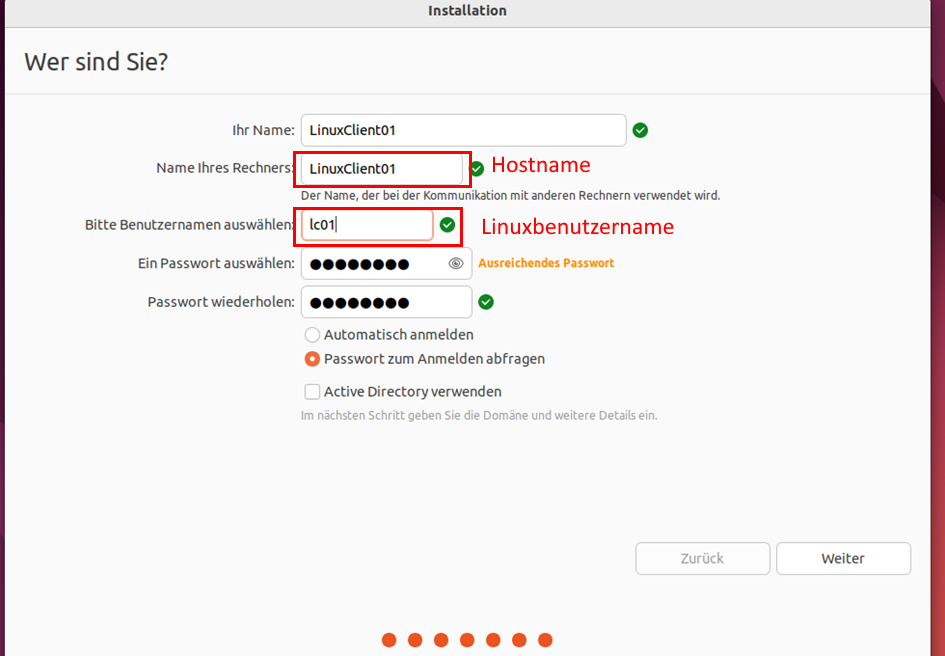 Installation
Wer sind Sie?
Ihr Name: LinuxClient01
Name Ihres Rechners: LinuxClient01 Hostname
Der Name, der bei der Kommunikation mit anderen Rechnern verwendet wird.
Bitte Benutzernamen auswählen: lc01 Linuxbenutzername
Ein Passwort auswählen: ●●●●●●●● Ausreichendes Passwort
Passwort wiederholen: ●●●●●●●●
Automatisch anmelden
Passwort zum Anmelden abfragen
Active Directory verwenden
Im nächsten Schritt geben Sie die Domäne und weitere Details ein.
Zurück Weiter